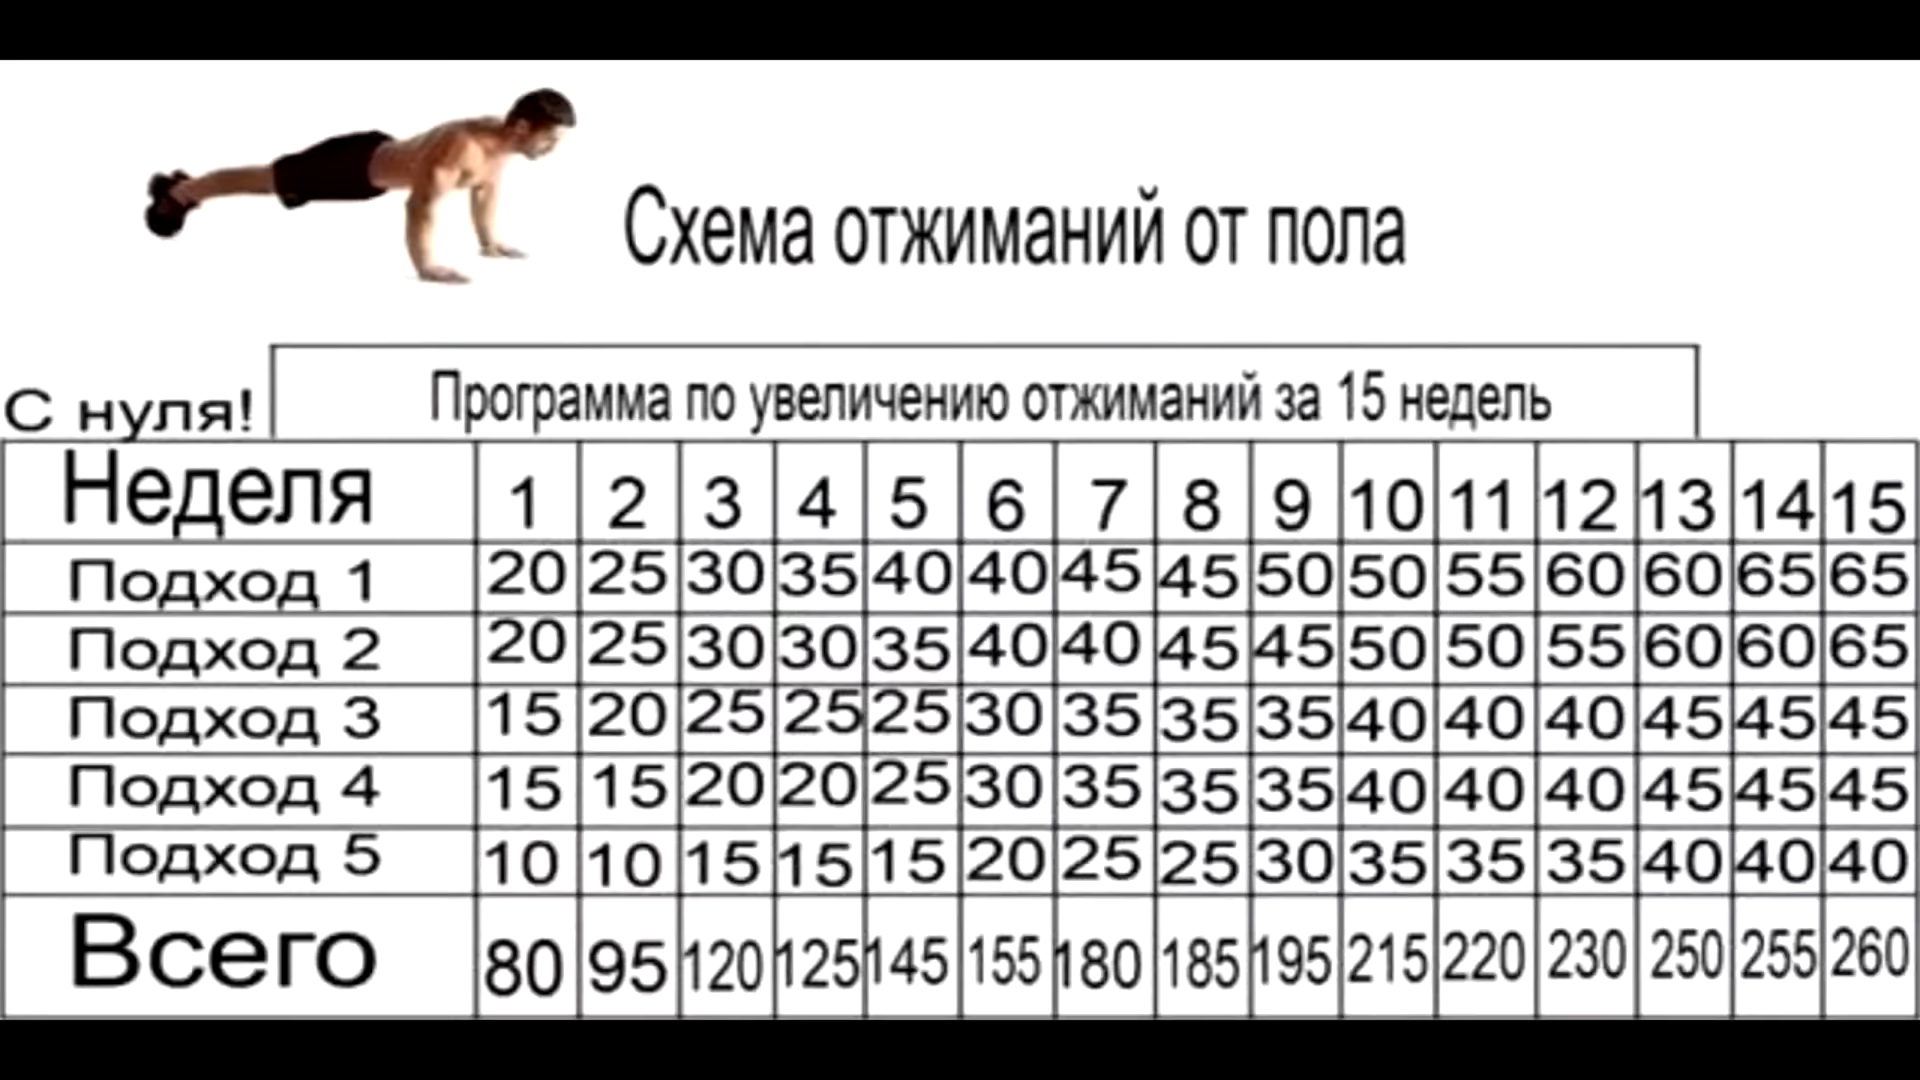 Схема отжиманий от пола
С нуля! Программа по увеличению отжиманий за 15 недель
Неделя 1 2 3 4 5 6 7 8 9 10 11 12 13 14 15
Подход 1 20 25 30 35 40 40 45 45 50 50 55 60 60 65 65
Подход 2 20 25 30 30 35 40 40 45 45 50 50 55 60 60 65
Подход 3 15 20 25 25 25 30 35 35 35 40 40 40 45 45 45
Подход 4 15 15 20 20 25 30 35 35 35 40 40 40 45 45 45
Подход 5 10 10 15 15 15 20 25 25 30 35 35 35 40 40 40
Всего 80 95 120 125 145 155 180 185 195 215 220 230 250 255 260